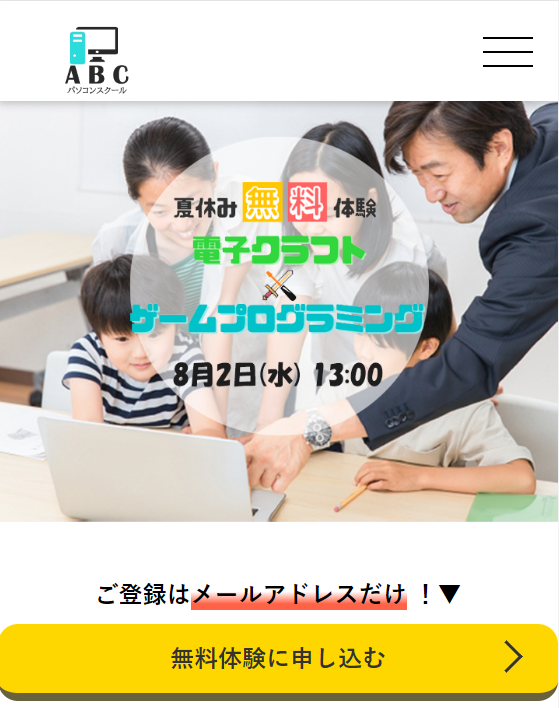 ABC
パソコンスクール
夏休み無料体験
電子クラフト
ゲームプログラミング
8月2日(水) 13:00
ご登録はメールアドレスだけ！▼
無料体験に申し込む